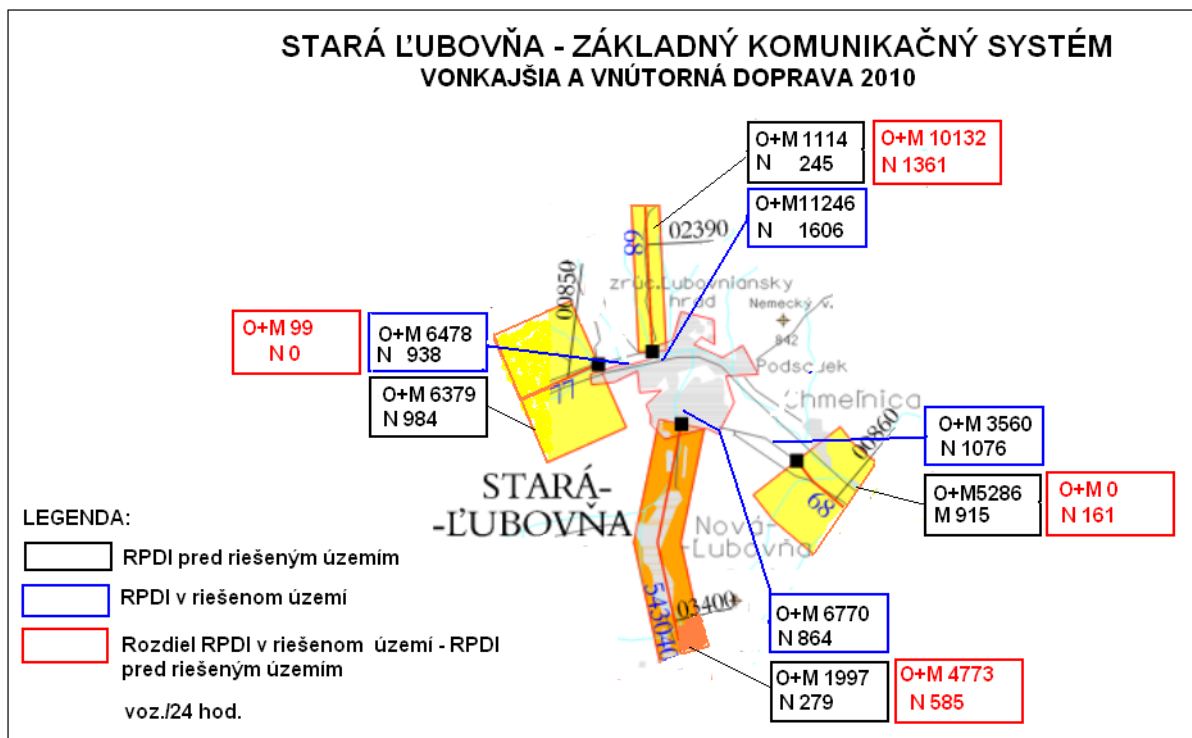 STARÁ ĽUBOVŇA - ZÁKLADNÝ KOMUNIKAČNÝ SYSTÉM
VONKAJŠIA A VNÚTORNÁ DOPRAVA 2010
O+M 1114
N 245
O+M 10132
N 1361
O+M11246
N 1606
02390
68
zrúc.Ľubovniansky
hrad
Nemecký v.
842
Podsadek
00850
O+M 99
N 0
O+M 6478
N 938
O+M 6379
N 984
77
Chmeľnica
00860
O+M 3560
N 1076
O+M5286
M 915
O+M 0
N 161
68
STARÁ-
-ĽUBOVŇA
Nová-
-Ľubovňa
543040
03400
O+M 6770
N 864
O+M 1997
N 279
O+M 4773
N 585
LEGENDA:
RPDI pred riešeným územím
RPDI v riešenom území
Rozdiel RPDI v riešenom území - RPDI
pred riešeným územím
voz./24 hod.